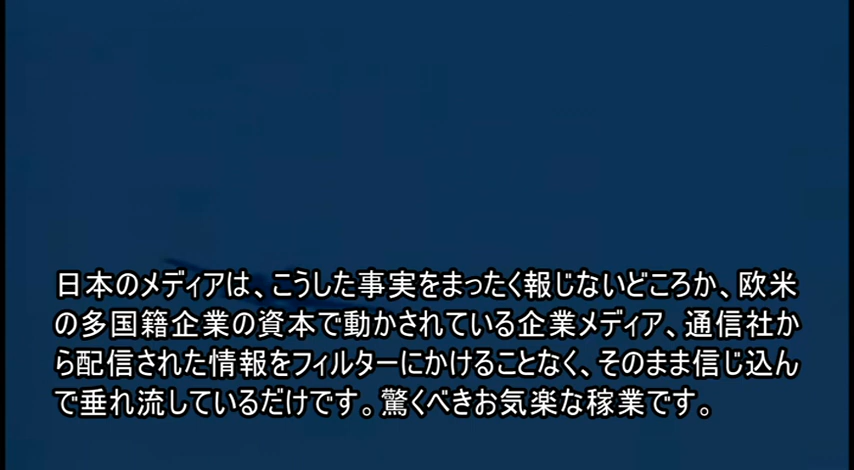 日本のメディアは、こうした事実をまったく報じないどころか、欧米
の多国籍企業の資本で動かされている企業メディア、通信社か
ら配信された情報をフィルターにかけることなく、そのまま信じ込ん
で垂れ流しているだけです。驚くべきお気楽な稼業です。